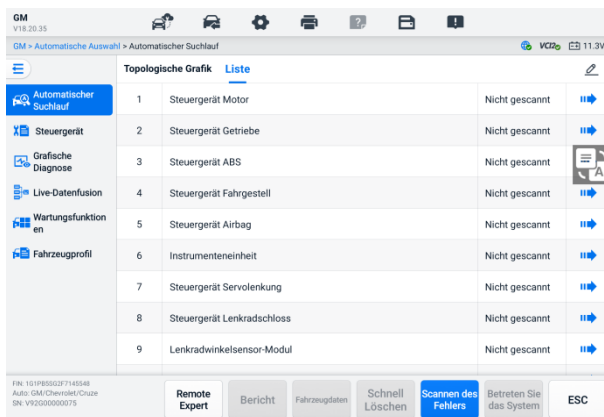 GM
V18.20.35
GM > Automatische Auswahl > Automatischer Suchlauf
VCI 11.3V
Topologische Grafik Liste
Automatischer
Suchlauf
Steuergerät
Grafische
Diagnose
Live-Datenfusion
Wartungsfunktion
en
Fahrzeugprofil
1 Steuergerät Motor Nicht gescannt
2 Steuergerät Getriebe Nicht gescannt
3 Steuergerät ABS Nicht gescannt
4 Steuergerät Fahrgestell Nicht gescannt
5 Steuergerät Airbag Nicht gescannt
6 Instrumenteneinheit Nicht gescannt
7 Steuergerät Servolenkung Nicht gescannt
8 Steuergerät Lenkradschloss Nicht gescannt
9 Lenkradwinkelsensor-Modul Nicht gescannt
A
FIN: 1G1PB5SG2F7145548
Auto: GM/Chevrolet/Cruze
SN: V92G00000075
Remote
Expert
Bericht
Fahrzeugdaten
Schnell
Löschen
Scannen des
Fehlers
Betreten Sie
das System
ESC